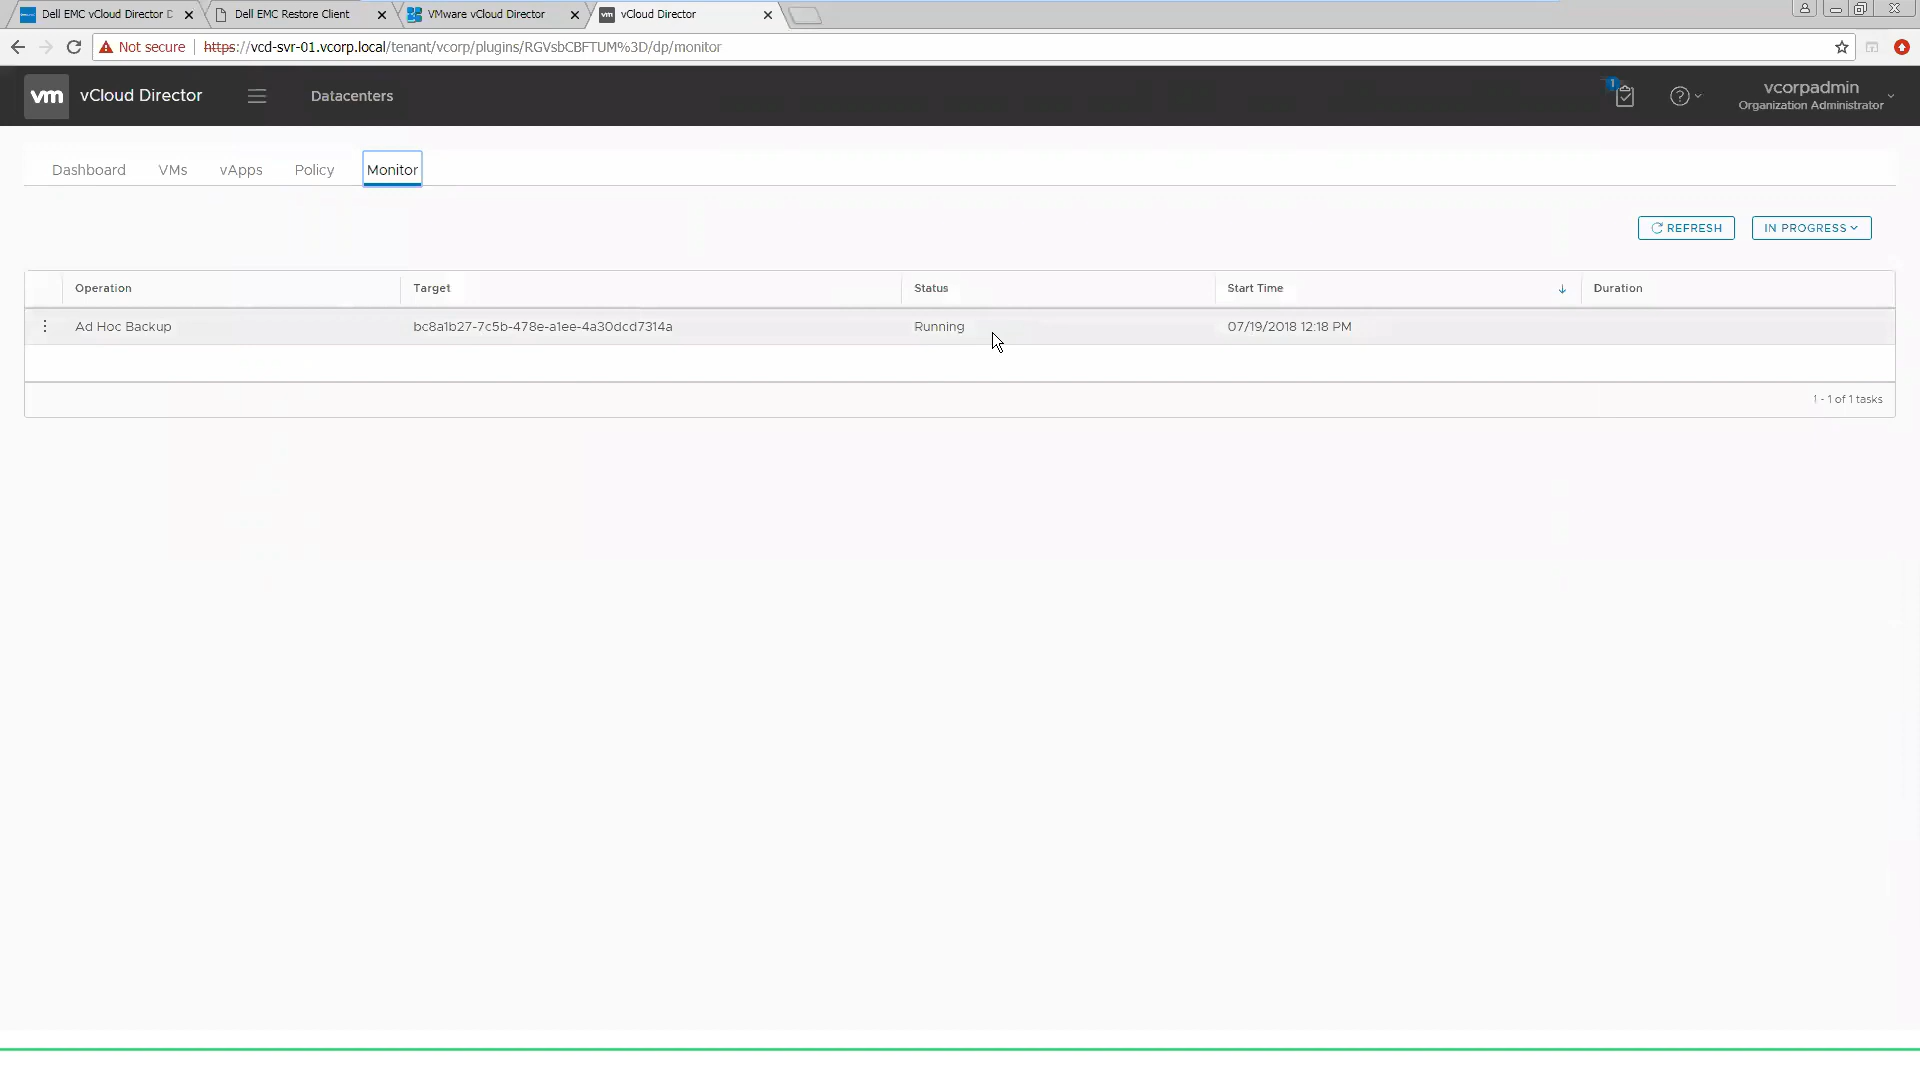 Dell EMC vCloud Director D
Dell EMC Restore Client
VMware vCloud Director
vCloud Director
Not secure
https://vcd-svr-01.vcorp.local/tenant/vcorp/plugins/RGVsbCBFTUM%3D/dp/monitor
vm
vCloud Director
Datacenters
1
vcorpadmin
Organization Administrator
Dashboard
VMs
vApps
Policy
Monitor
REFRESH
IN PROGRESS
Operation
Target
Status
Start Time
Duration
Ad Hoc Backup
bc8a1b27-7c5b-478e-a1ee-4a30dcd7314a
Running
07/19/2018 12:18 PM
1 - 1 of 1 tasks